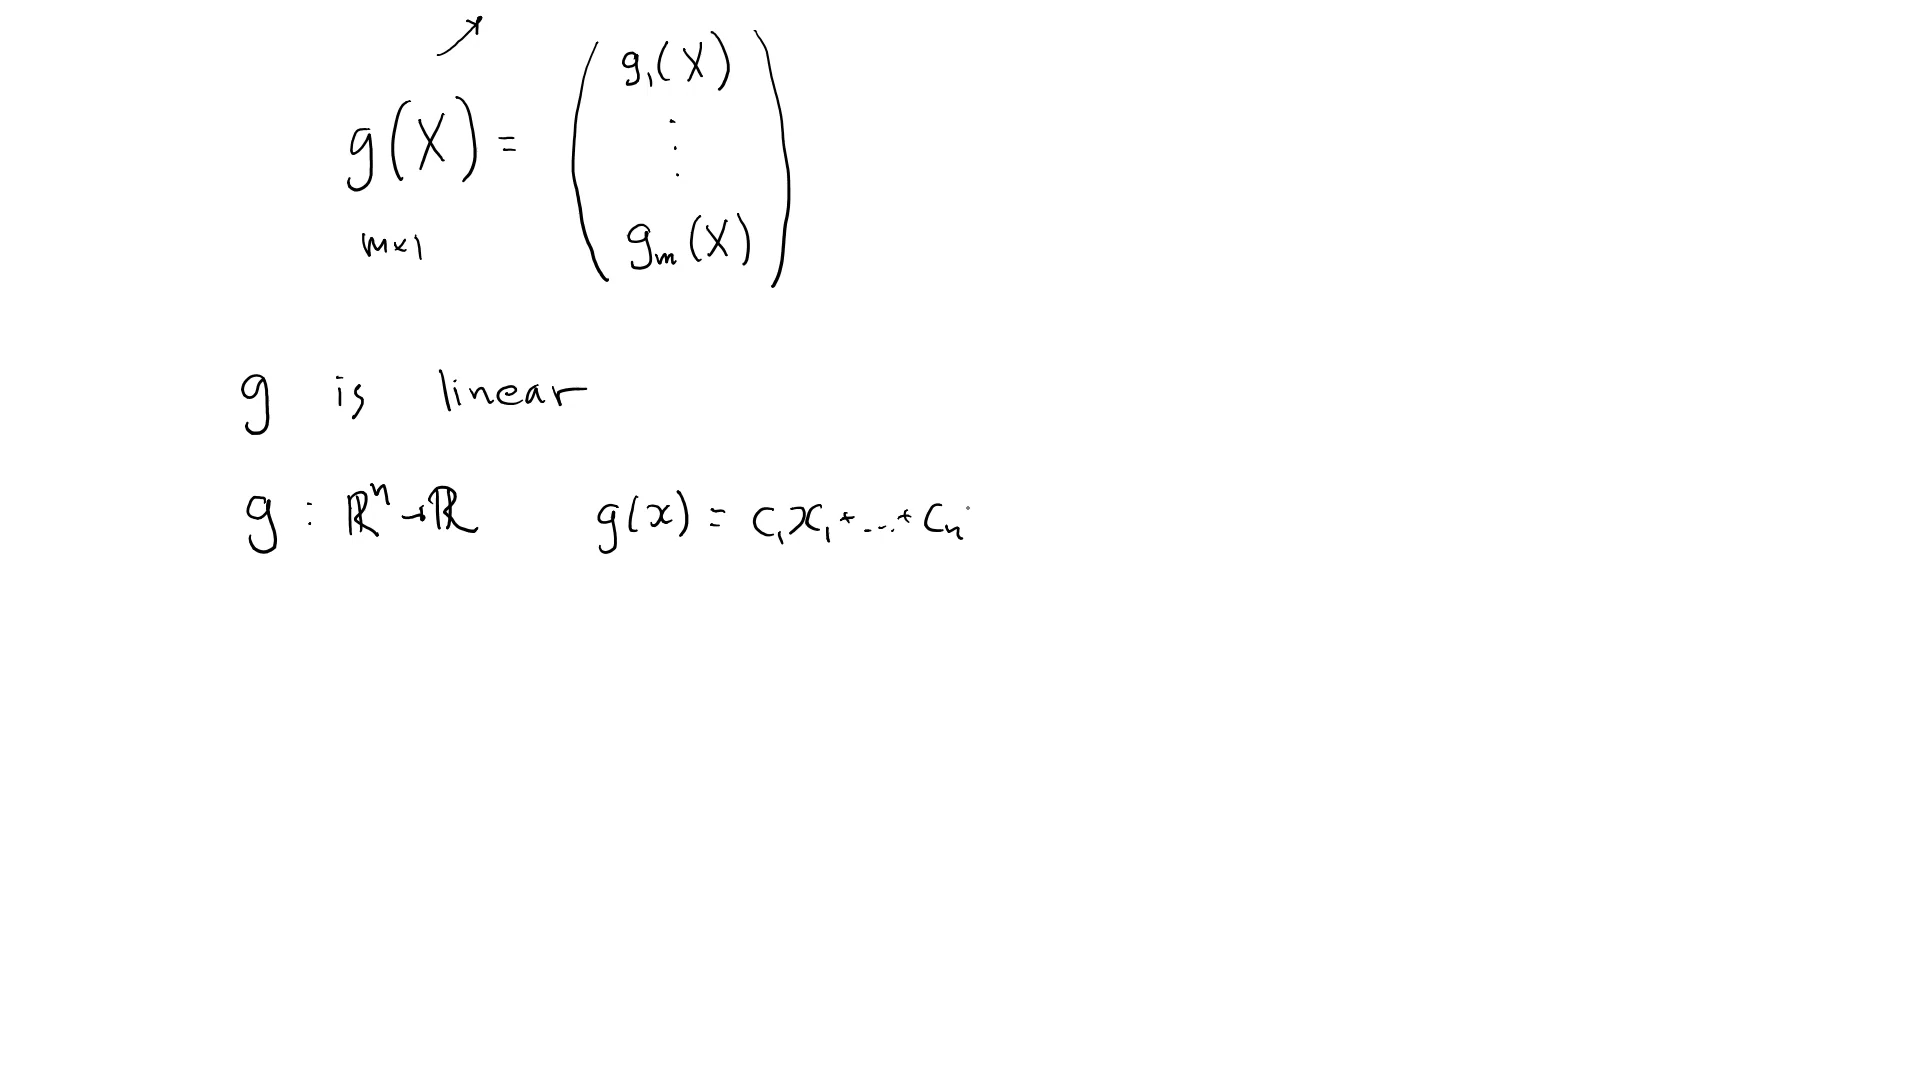 g(X) = ( g₁(X) ⋮ gₘ(X) )
m×1
g is linear
g : ℝⁿ → ℝ g(x) = c₁x₁ + ... + cₙ